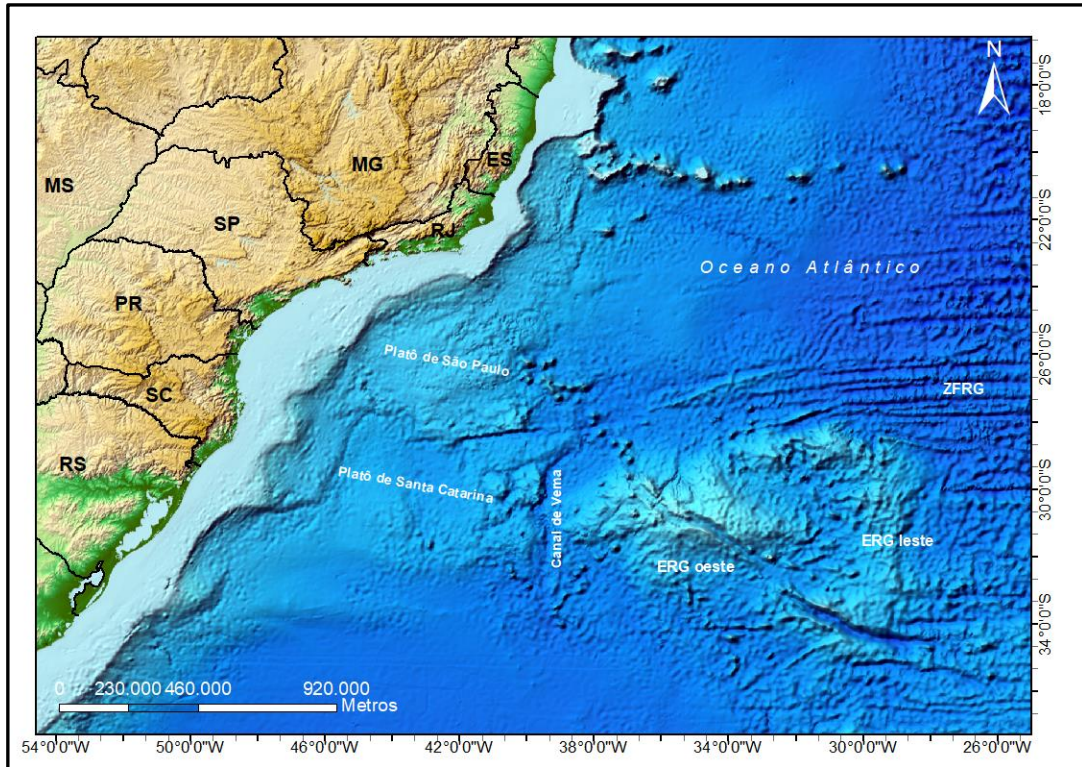 N
18°0'0"S
MG
ES
MS
SP
22°0'0"S
RJ
Oceano Atlântico
PR
26°0'0"S
Platô de São Paulo
ZFRG
SC
RS
Platô de Santa Catarina
Canal de Vema
30°0'0"S
ERG leste
ERG oeste
34°0'0"S
0 230.000 460.000 920.000
Metros
54°0'0"W 50°0'0"W 46°0'0"W 42°0'0"W 38°0'0"W 34°0'0"W 30°0'0"W 26°0'0"W